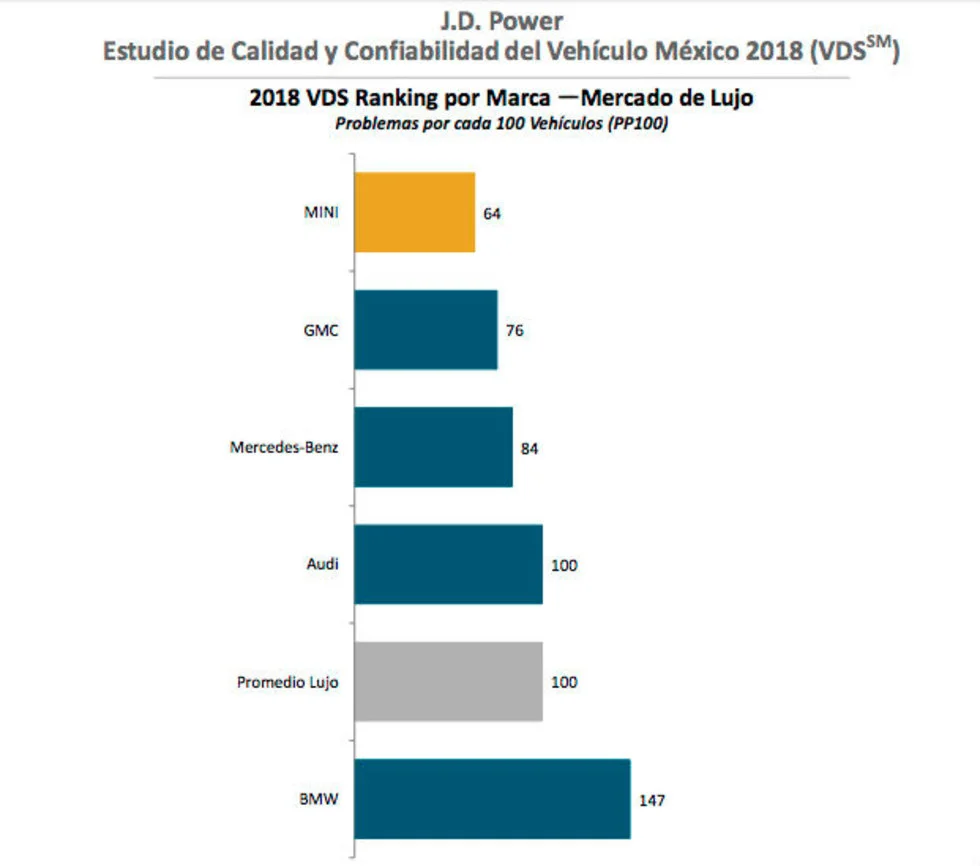 J.D. Power
Estudio de Calidad y Confiabilidad del Vehículo México 2018 (VDSSM)
2018 VDS Ranking por Marca —Mercado de Lujo
Problemas por cada 100 Vehículos (PP100)
MINI 64
GMC 76
Mercedes-Benz 84
Audi 100
Promedio Lujo 100
BMW 147